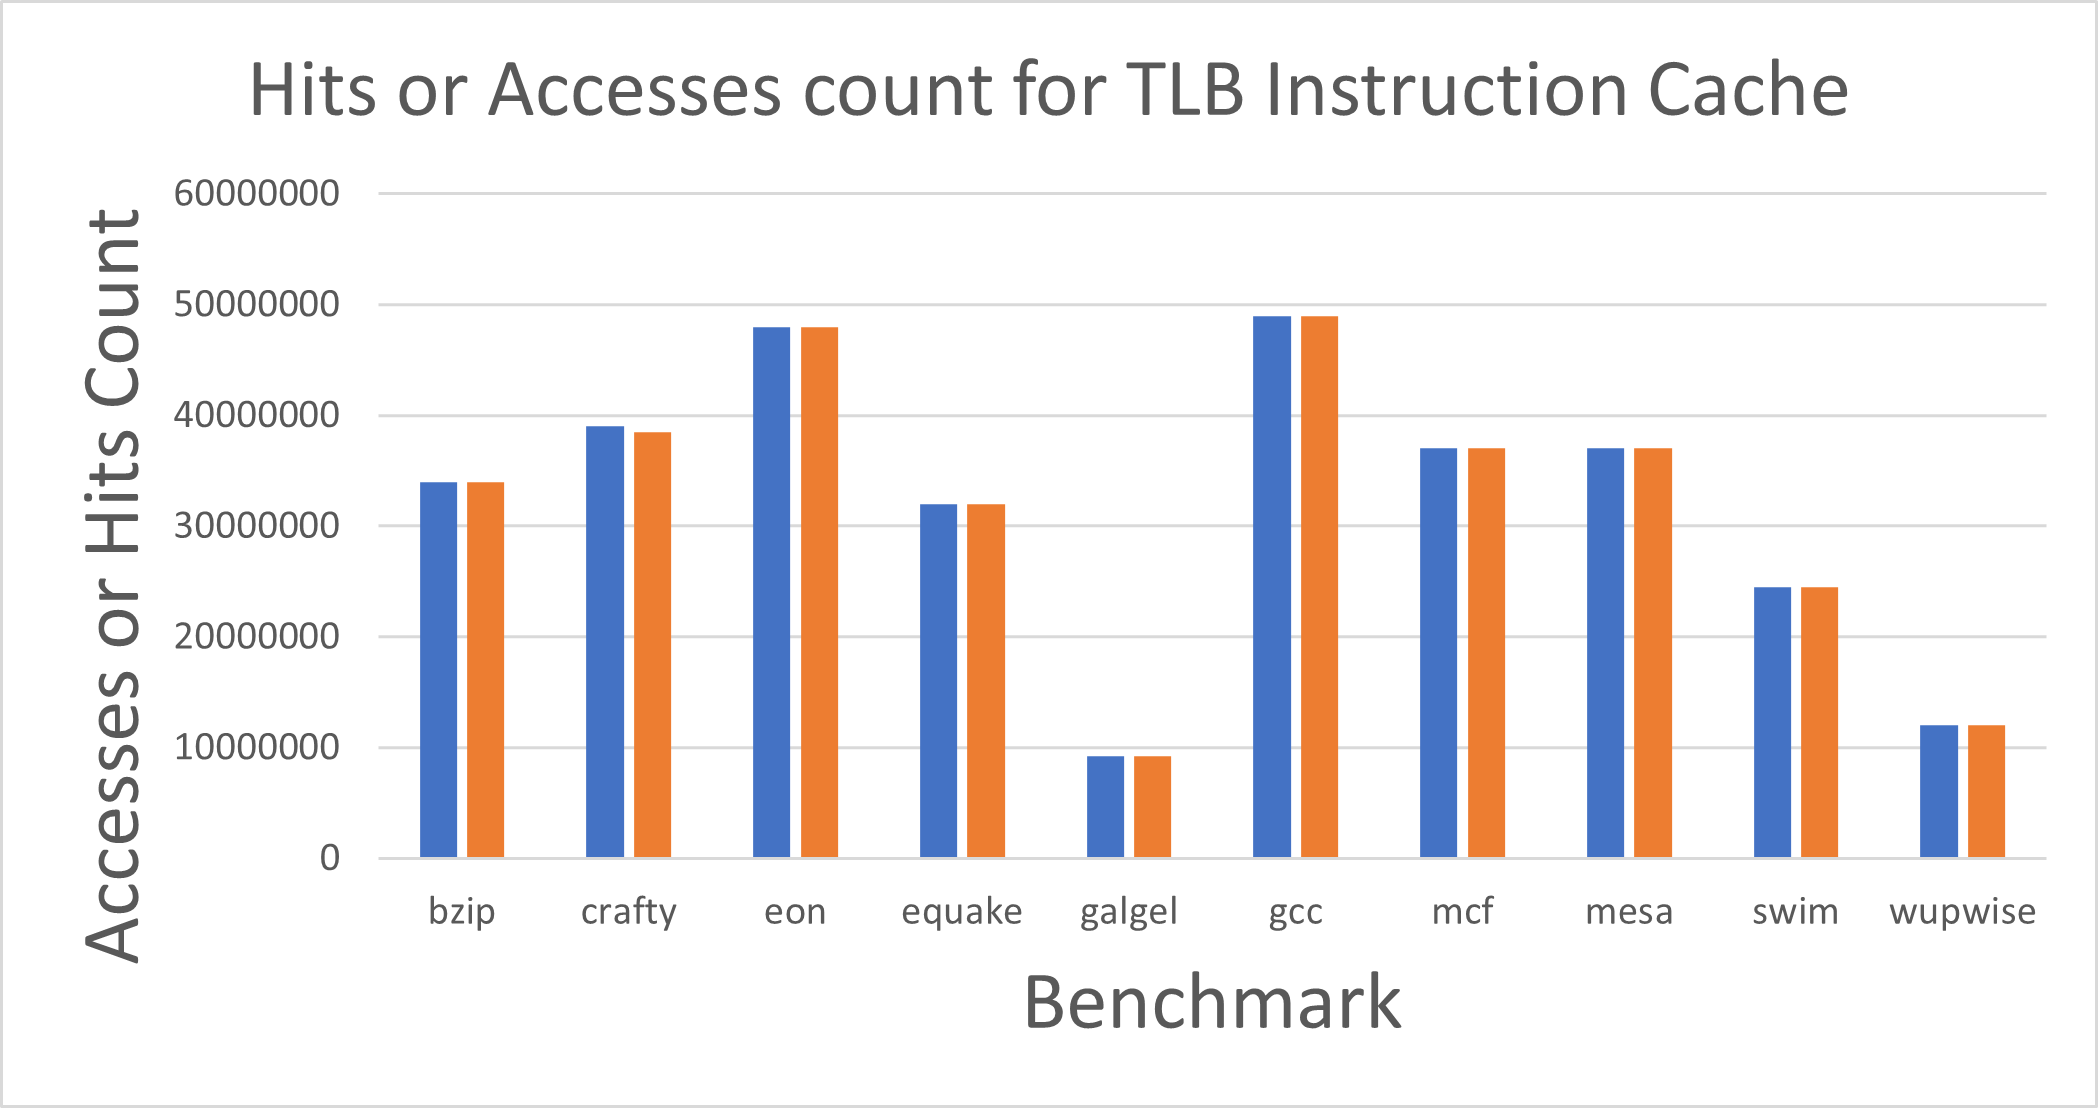 Hits or Accesses count for TLB Instruction Cache
Accesses or Hits Count
60000000
50000000
40000000
30000000
20000000
10000000
0
bzip crafty eon equake galgel gcc mcf mesa swim wupwise
Benchmark